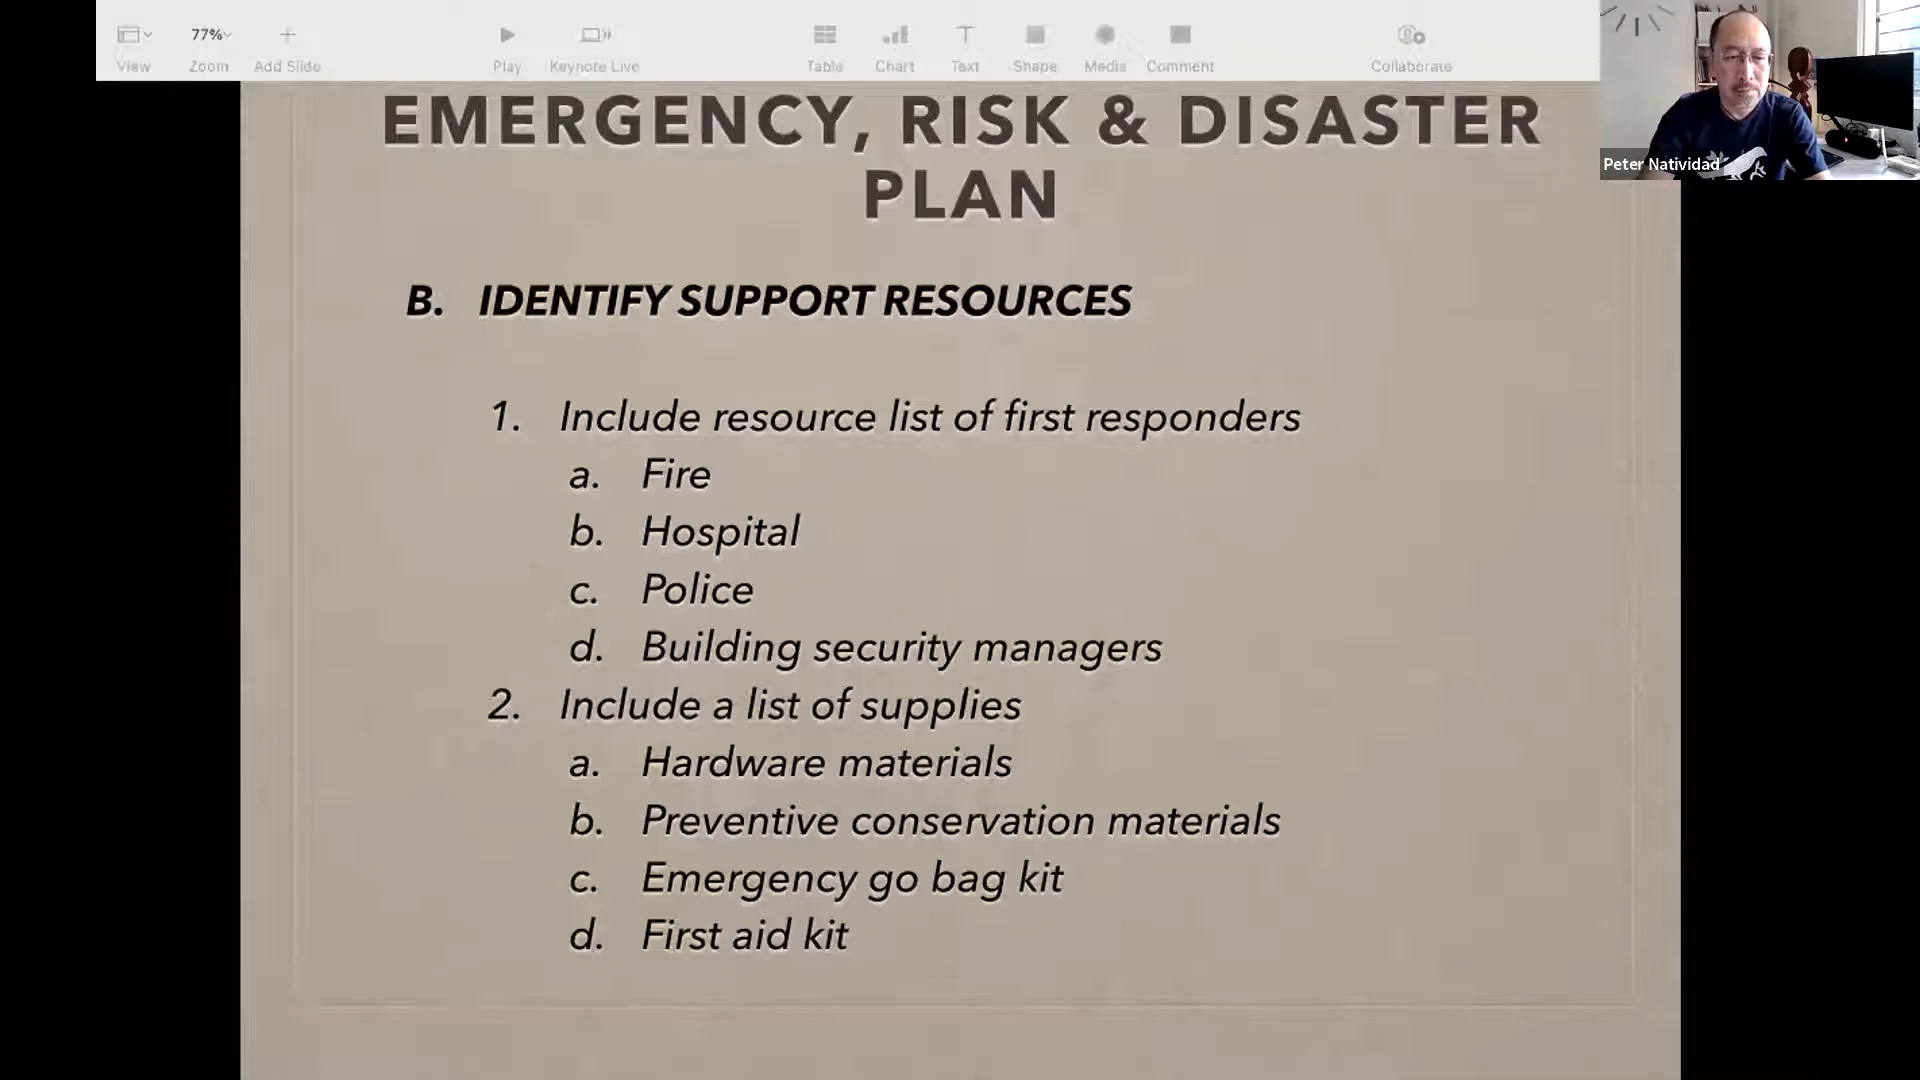 77%
View
Zoom
Add Slide
Play
Keynote Live
Table
Chart
Text
Shape
Media
Comment
Collaborate
Peter Natividad
EMERGENCY, RISK & DISASTER
PLAN
B. IDENTIFY SUPPORT RESOURCES
1. Include resource list of first responders
a. Fire
b. Hospital
c. Police
d. Building security managers
2. Include a list of supplies
a. Hardware materials
b. Preventive conservation materials
c. Emergency go bag kit
d. First aid kit